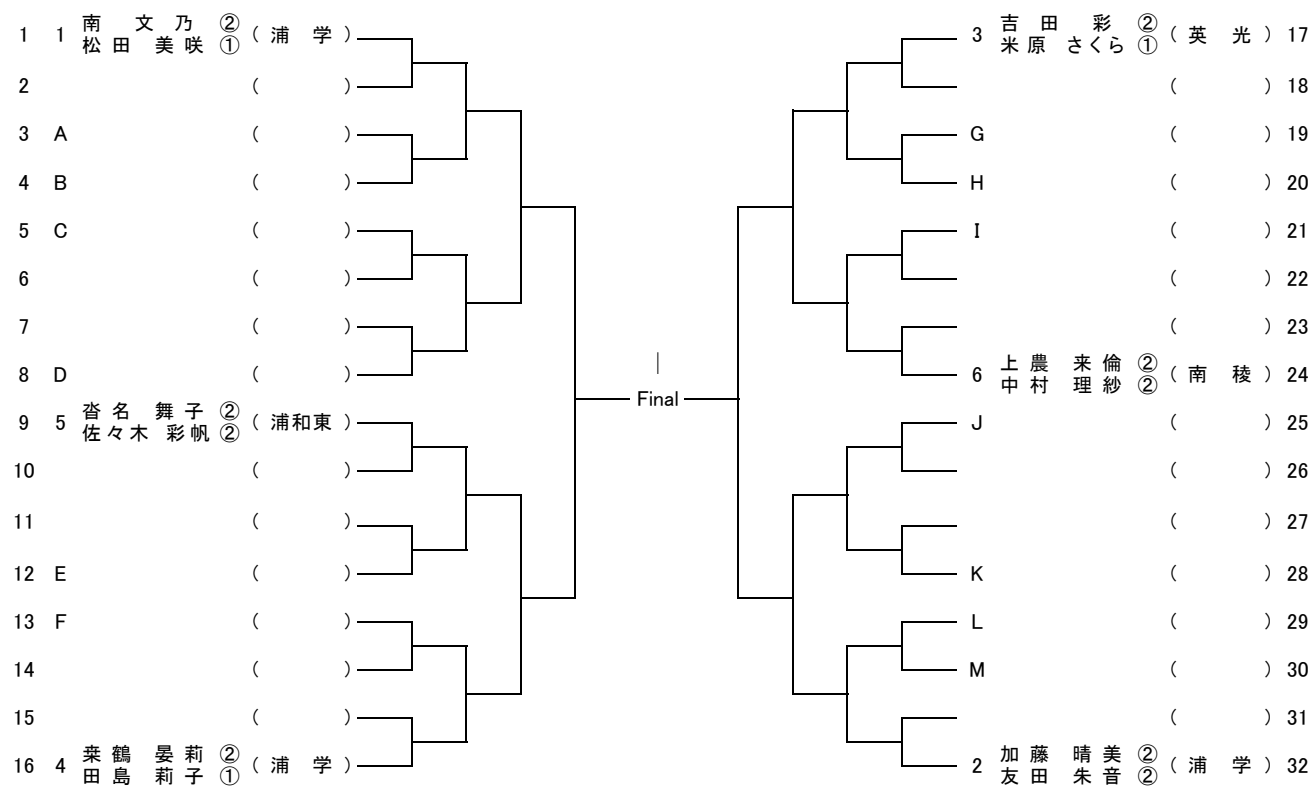 1 1 南 文 乃 ② ( 浦 学 )
松 田 美 咲 ①
2 ( )
3 A ( )
4 B ( )
5 C ( )
6 ( )
7 ( )
8 D ( )
9 5 沓 名 舞 子 ② ( 浦和東 )
佐々木 彩 帆 ②
10 ( )
11 ( )
12 E ( )
13 F ( )
14 ( )
15 ( )
16 4 桒 鶴 晏 莉 ② ( 浦 学 )
田 島 莉 子 ①
|
Final
3 吉 田 彩 ② ( 英 光 ) 17
米 原 さくら ①
( ) 18
G ( ) 19
H ( ) 20
I ( ) 21
( ) 22
( ) 23
6 上 農 来 倫 ② ( 南 稜 ) 24
中 村 理 紗 ②
J ( ) 25
( ) 26
( ) 27
K ( ) 28
L ( ) 29
M ( ) 30
( ) 31
2 加 藤 晴 美 ② ( 浦 学 ) 32
友 田 朱 音 ②